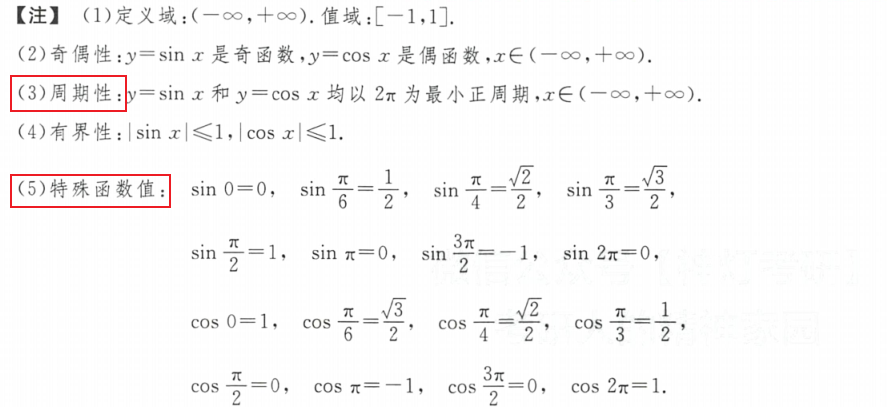 【注】 (1)定义域:(−∞,+∞).值域:[−1,1].
(2)奇偶性:y=sin x 是奇函数,y=cos x 是偶函数,x∈(−∞,+∞).
(3)周期性:y=sin x 和 y=cos x 均以 2π 为最小正周期,x∈(−∞,+∞).
(4)有界性:|sin x|≤1,|cos x|≤1.
(5)特殊函数值: sin 0=0, sin π/6=1/2, sin π/4=√2/2, sin π/3=√3/2,
sin π/2=1, sin π=0, sin 3π/2=−1, sin 2π=0,
cos 0=1, cos π/6=√3/2, cos π/4=√2/2, cos π/3=1/2,
cos π/2=0, cos π=−1, cos 3π/2=0, cos 2π=1.